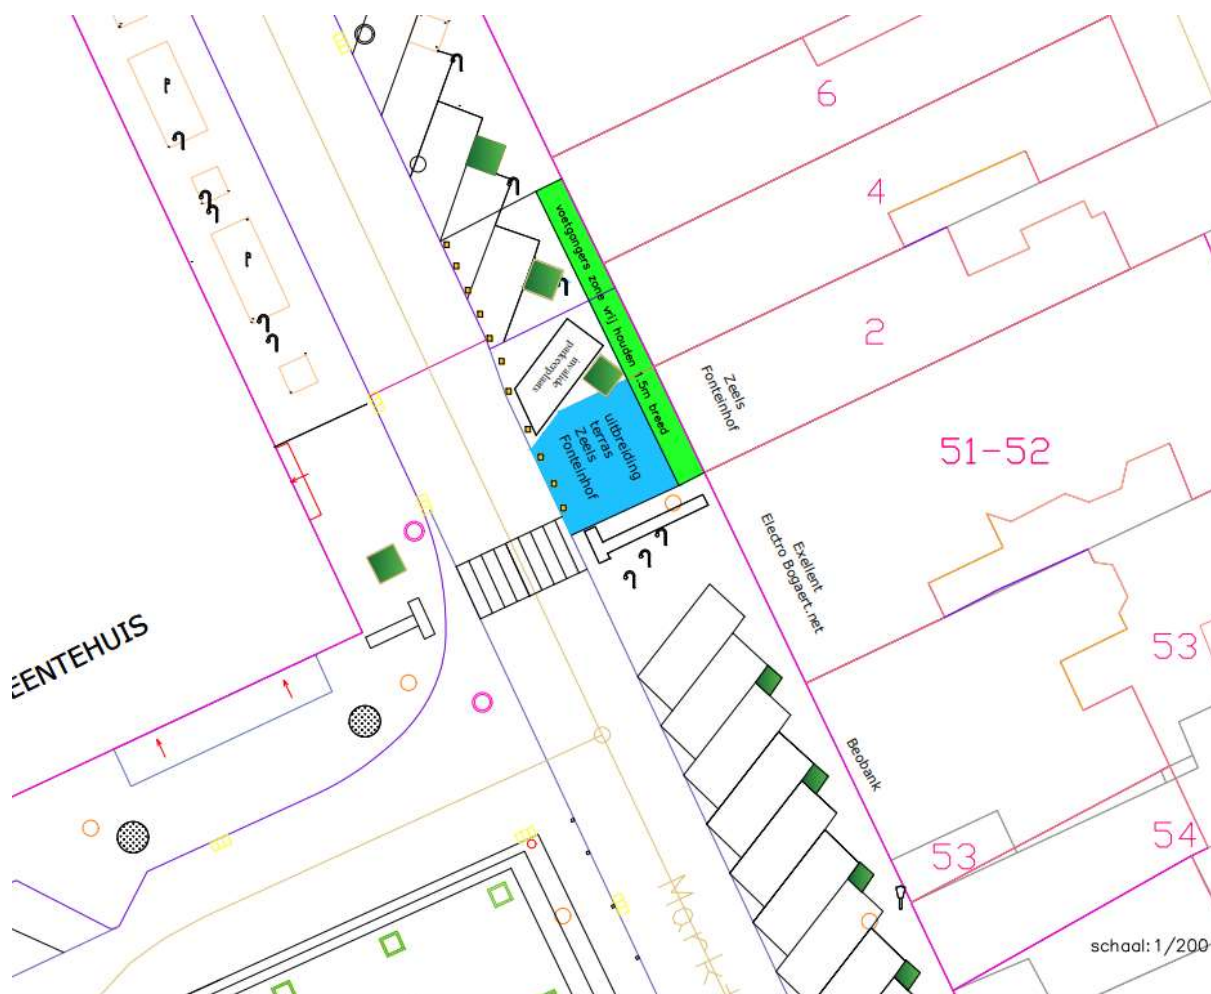 6
4
voetgangers zone vrij houden 1.5m breed
2
invalide
parkeerplaats
Zeels
Fonteinhof
uitbreiding
terras
Zeels
Fonteinhof
51-52
Exellent
Electro Bogaert.net
EENTEHUIS
53
Beobank
54
53
Markt
schaal:1/200